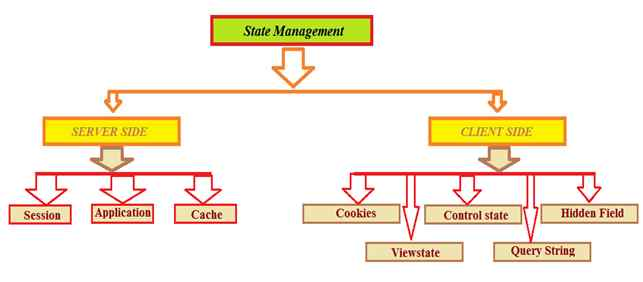 State Management
SERVER SIDE
CLIENT SIDE
Session
Application
Cache
Cookies
Control state
Hidden Field
Viewstate
Query String